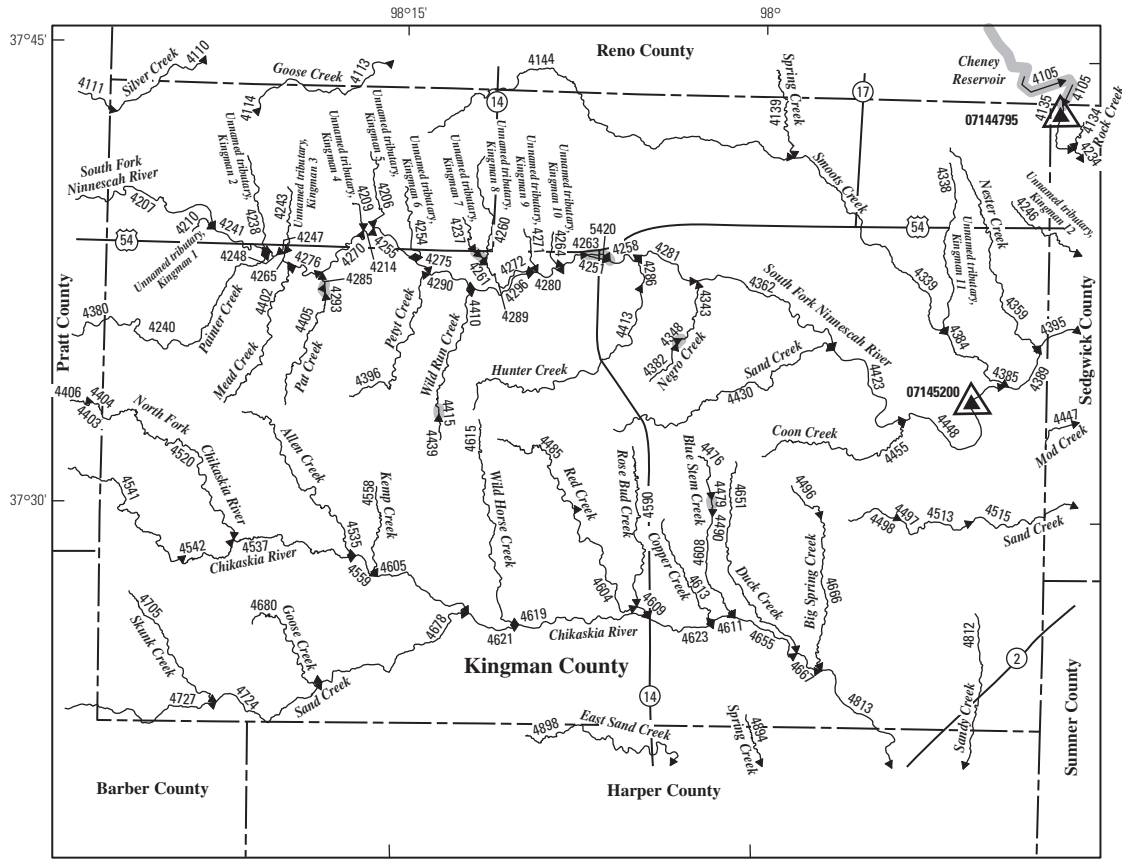 98°15'
98°
37°45'
Reno County
Cheney
Reservoir
4110
Silver Creek
4111
Goose Creek
4113
4114
4144
14
Spring Creek
4139
17
4105
4105
4135
07144795
4134
Rock Creek
4234
South Fork
Ninnescah River
4207
4210
4241
Unnamed tributary,
Kingman 1
Unnamed tributary,
Kingman 2
4238
4243
Unnamed tributary,
Kingman 3
Unnamed tributary,
Kingman 4
4209
Unnamed tributary,
Kingman 5
4206
Unnamed tributary,
Kingman 6
4254
Unnamed tributary,
Kingman 7
4237
Unnamed tributary,
Kingman 8
4260
Unnamed tributary,
Kingman 9
4271
Unnamed tributary,
Kingman 10
4284
Smoots Creek
4338
Unnamed tributary,
Kingman 11
Nester Creek
Unnamed tributary,
Kingman 12
4246
54
54
4248
4247
4265
4276
4270
4255
4214
4285
4275
4290
4261
4272
4296
4289
4280
4263
4251
5420
4258
4281
4286
4293
4402
4405
4410
4413
4343
4348
4382
Negro Creek
4362
South Fork Ninnescah River
4339
4384
4359
4395
4389
4385
Pratt County
4380
4240
Painter Creek
Mead Creek
Pat Creek
Petyt Creek
4396
Wild Run Creek
4415
4439
Hunter Creek
Sand Creek
4430
4423
07145200
4448
4455
Coon Creek
4447
Mod Creek
Sedgwick County
4406
4404
4403
North Fork
Chikaskia River
4520
Allen Creek
37°30'
4541
4542
4537
Chikaskia River
4558
Kemp Creek
4535
4559
4605
4615
Wild Horse Creek
4485
Red Creek
4604
Rose Bud Creek
4590
Copper Creek
4613
Blue Stem Creek
4476
4479
4490
4608
4651
Duck Creek
4496
Big Spring Creek
4666
4497
4498
4513
4515
Sand Creek
4609
4619
4621
Chikaskia River
4623
4611
4655
4667
4813
4678
4705
Skunk Creek
4680
Goose Creek
Sand Creek
4727
4724
Kingman County
14
4812
Sandy Creek
2
Sumner County
4898
East Sand Creek
Spring Creek
4894
Barber County
Harper County